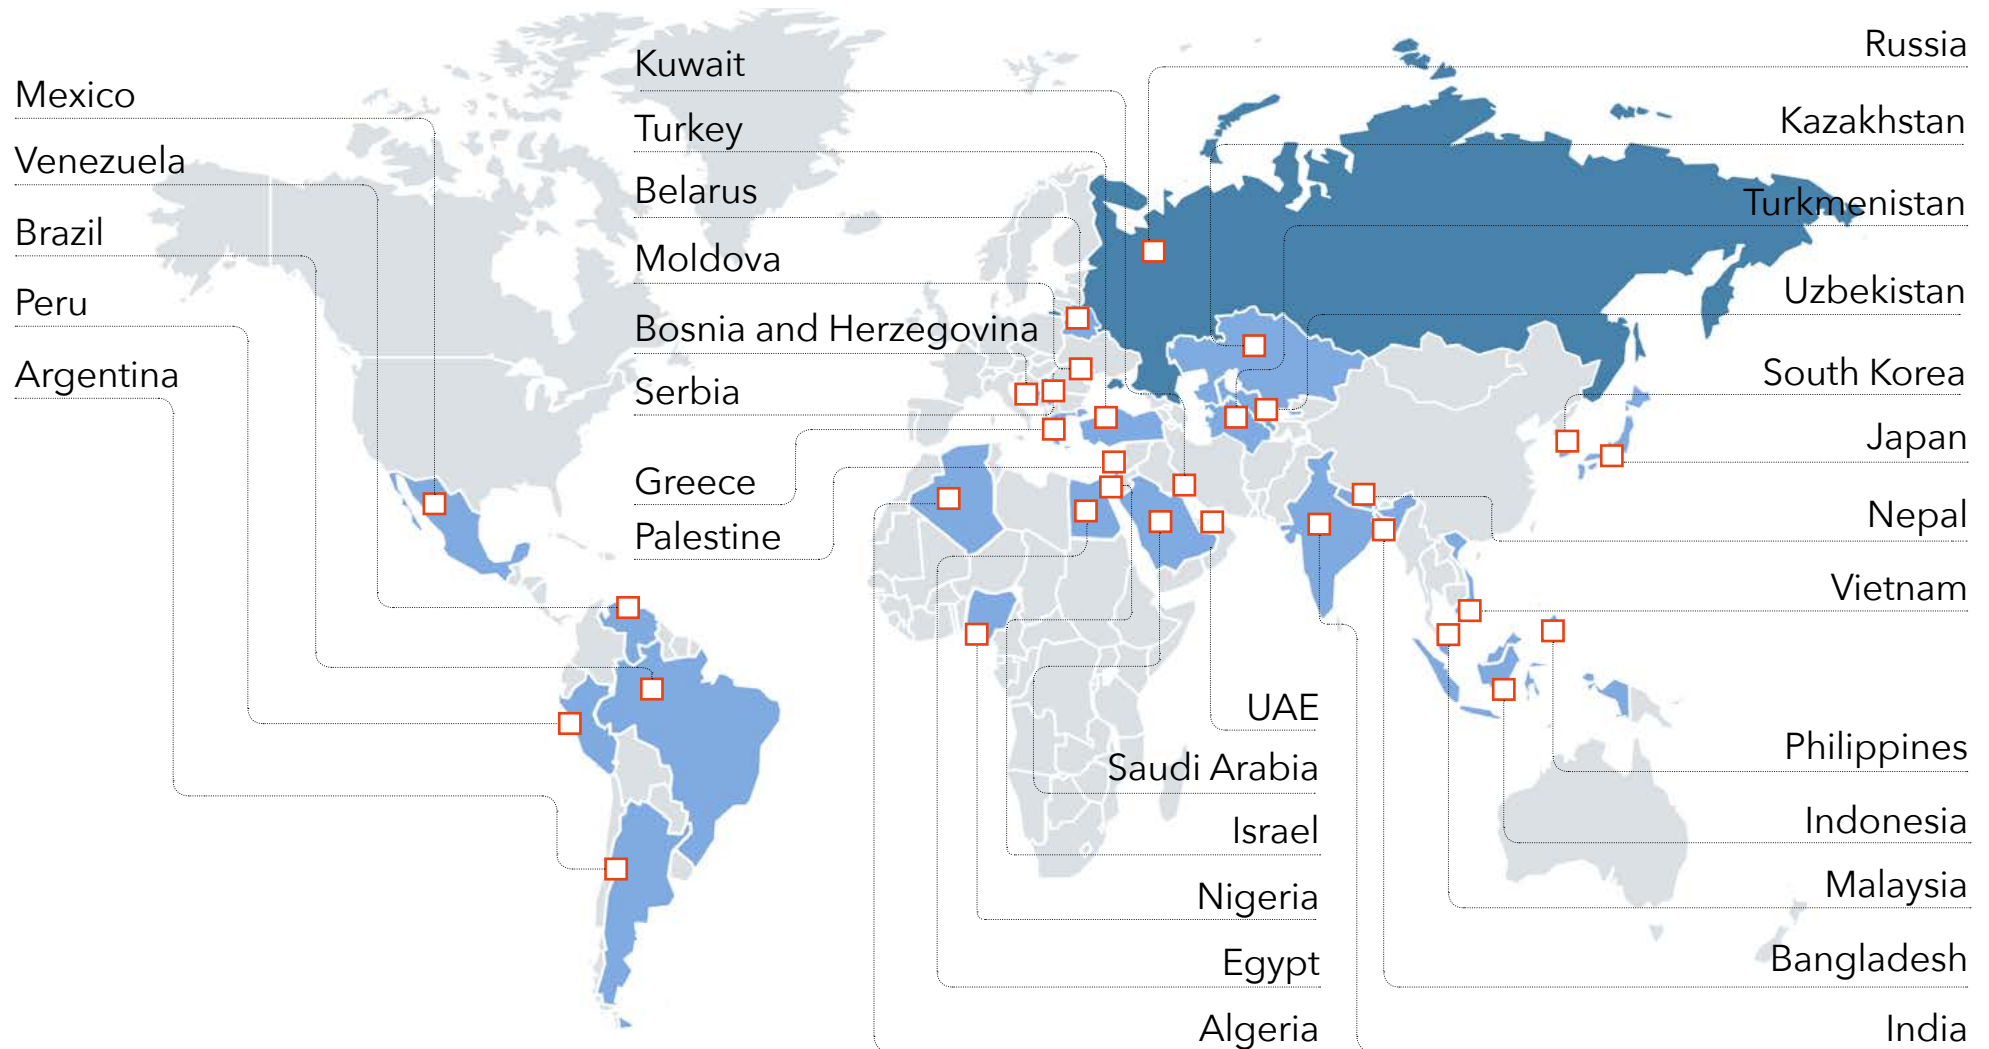 Mexico
Venezuela
Brazil
Peru
Argentina
Kuwait
Turkey
Belarus
Moldova
Bosnia and Herzegovina
Serbia
Greece
Palestine
UAE
Saudi Arabia
Israel
Nigeria
Egypt
Algeria
Russia
Kazakhstan
Turkmenistan
Uzbekistan
South Korea
Japan
Nepal
Vietnam
Philippines
Indonesia
Malaysia
Bangladesh
India